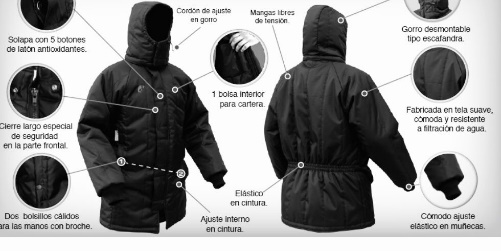 Solapa con 5 botones
de latón antioxidantes.
Cordón de ajuste
en gorro
Mangas libres
de tensión.
Gorro desmontable
tipo escafandra.
1 bolsa interior
para cartera.
Cierre largo especial
de seguridad
en la parte frontal.
Fabricada en tela suave,
cómoda y resistente
a filtración de agua.
1
2
Dos bolsillos cálidos
para las manos con broche.
Ajuste interno
en cintura.
Elástico
en cintura.
Cómodo ajuste
elástico en muñecas.